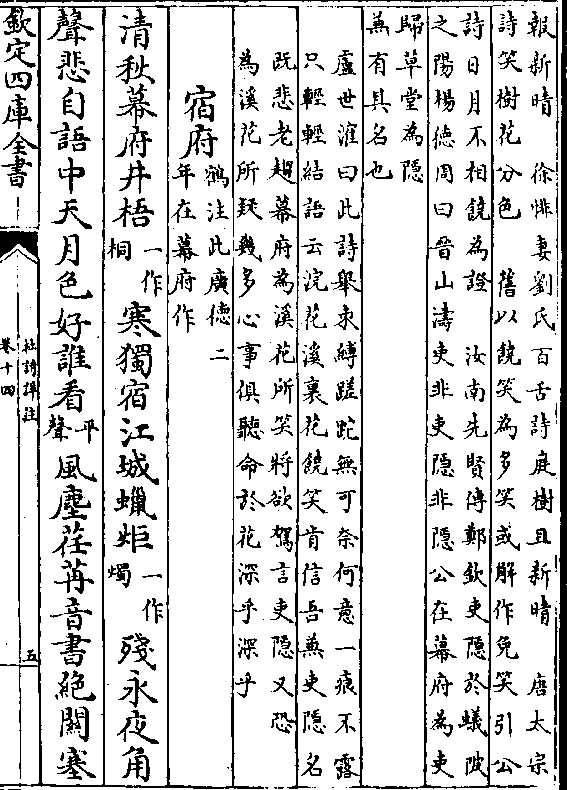 報新晴　徐悱妻劉氏百舌詩庭樹且新晴　唐太宗
詩笑樹花分色　舊以饒笑為多笑或解作免笑引公
詩日月不相饒為證　汝南先賢傳鄭欽吏隱於蟻陂
之陽楊徳周曰晉山濤吏非吏隱非隱公在幕府為吏
歸草堂為隱
兼有其名也
盧世㴶曰此詩舉束縛蹉跎無可奈何意一痕不露
只輕輕結語云浣花溪裏花饒笑肯信吾兼吏隱名
既悲老趨幕府為溪花所笑將欲駕言吏隱又恐
為溪花所疑幾多心事俱聽命於花深乎深乎
宿府鶴注此廣徳二年在幕府作
清秋幕府井梧一作桐寒獨宿江城蠟炬一作燭殘永夜角
聲悲自語中天月色好誰看平聲風塵荏苒音書絶闗塞
欽定四庫全書
杜詩詳注
卷十四
五